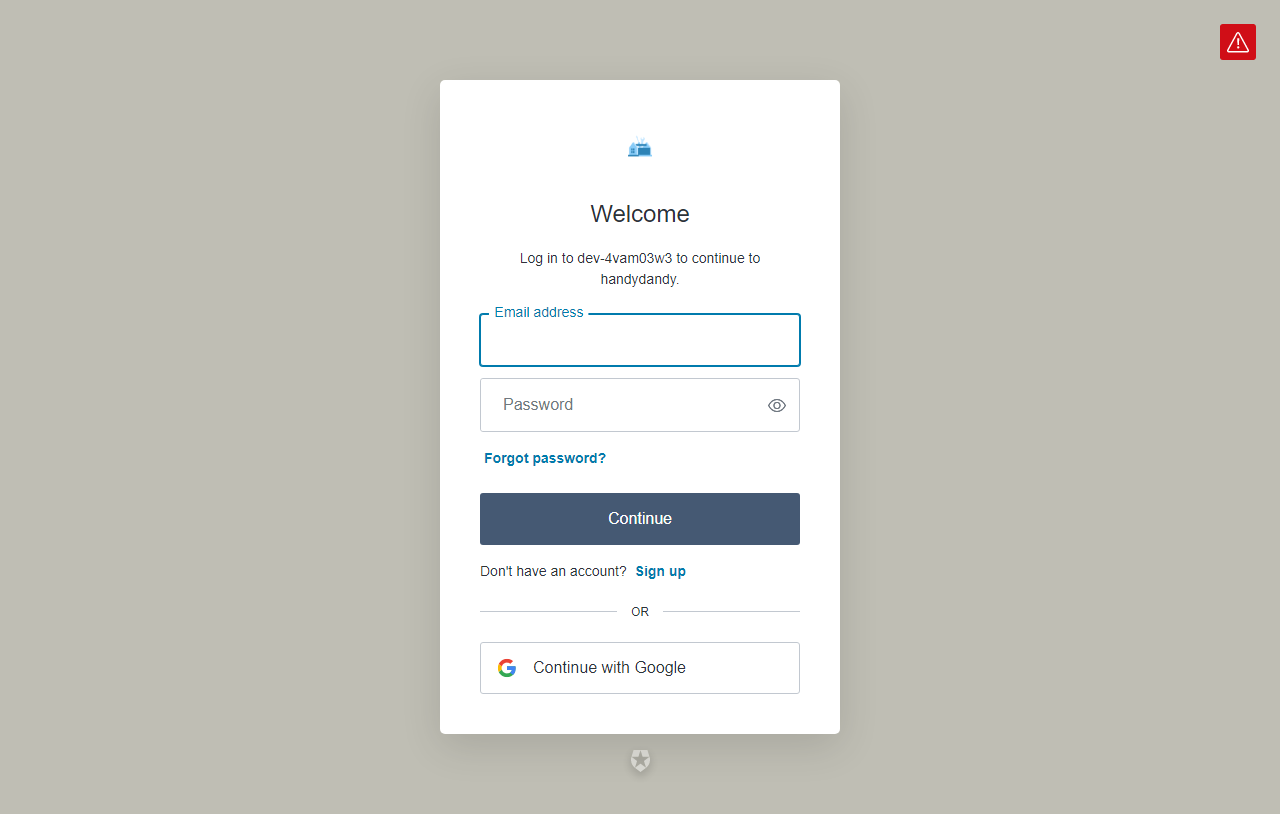 Welcome
Log in to dev-4vam03w3 to continue to
handydandy.
Email address
Password
Forgot password?
Continue
Don't have an account? Sign up
OR
Continue with Google